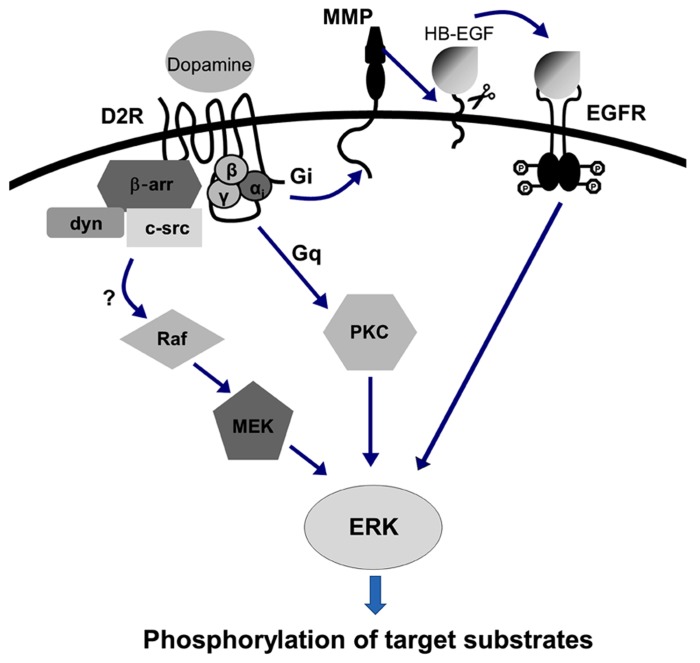 MMP
HB-EGF
Dopamine
D2R
EGFR
β-arr
β
γ
αi
Gi
P
P
P
P
dyn
c-src
Gq
?
Raf
PKC
MEK
ERK
Phosphorylation of target substrates